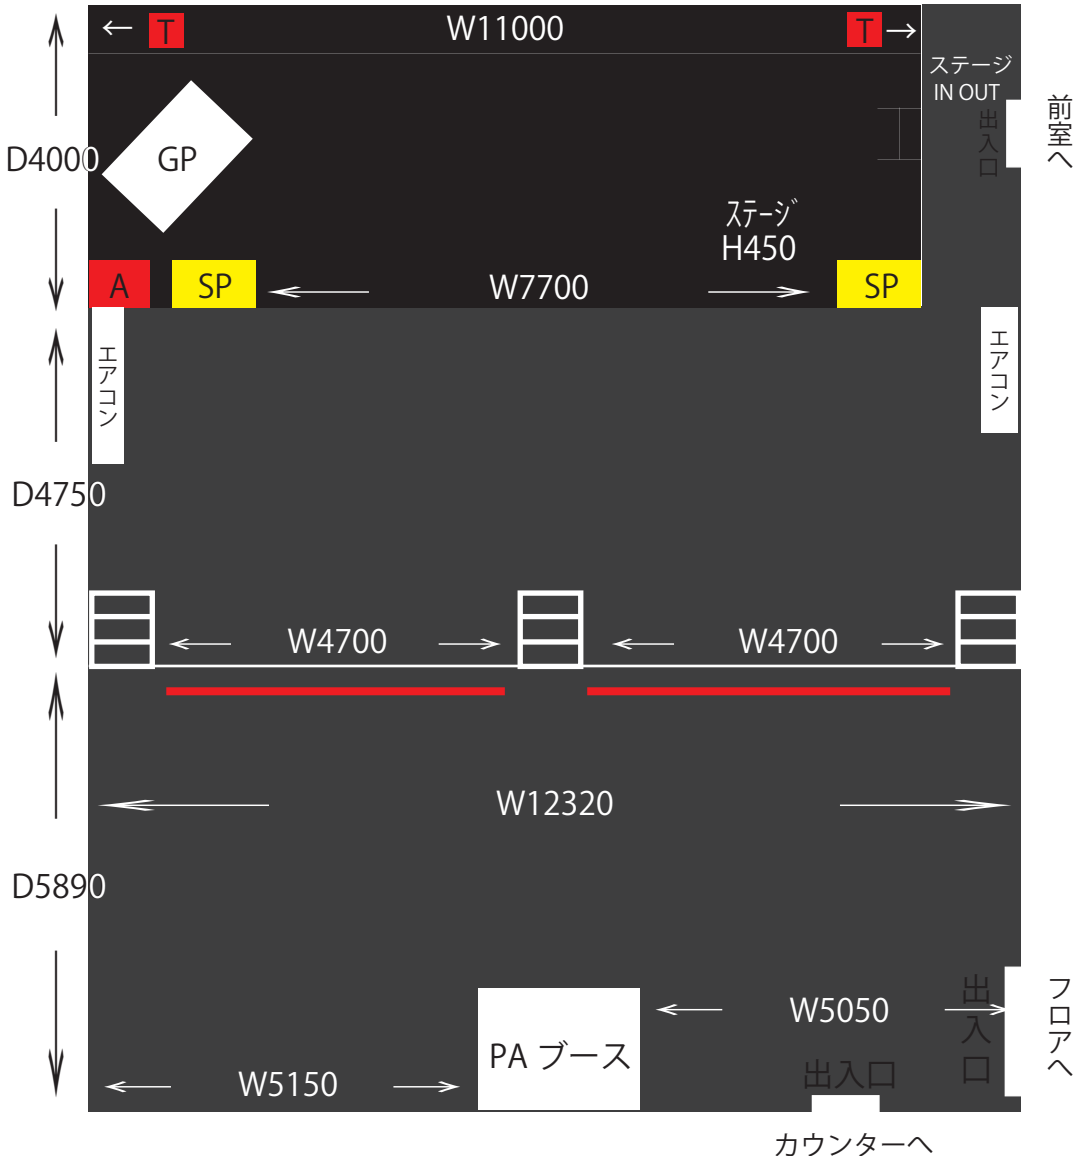 ← T W11000 T →
ステージ
IN OUT
出入口
前室へ
D4000
GP
ｽﾃｰｼﾞ
H450
A SP W7700 SP
エアコン
エアコン
D4750
W4700 W4700
W12320
D5890
出入口
フロアへ
W5050
PA ブース
W5150
出入口
カウンターへ